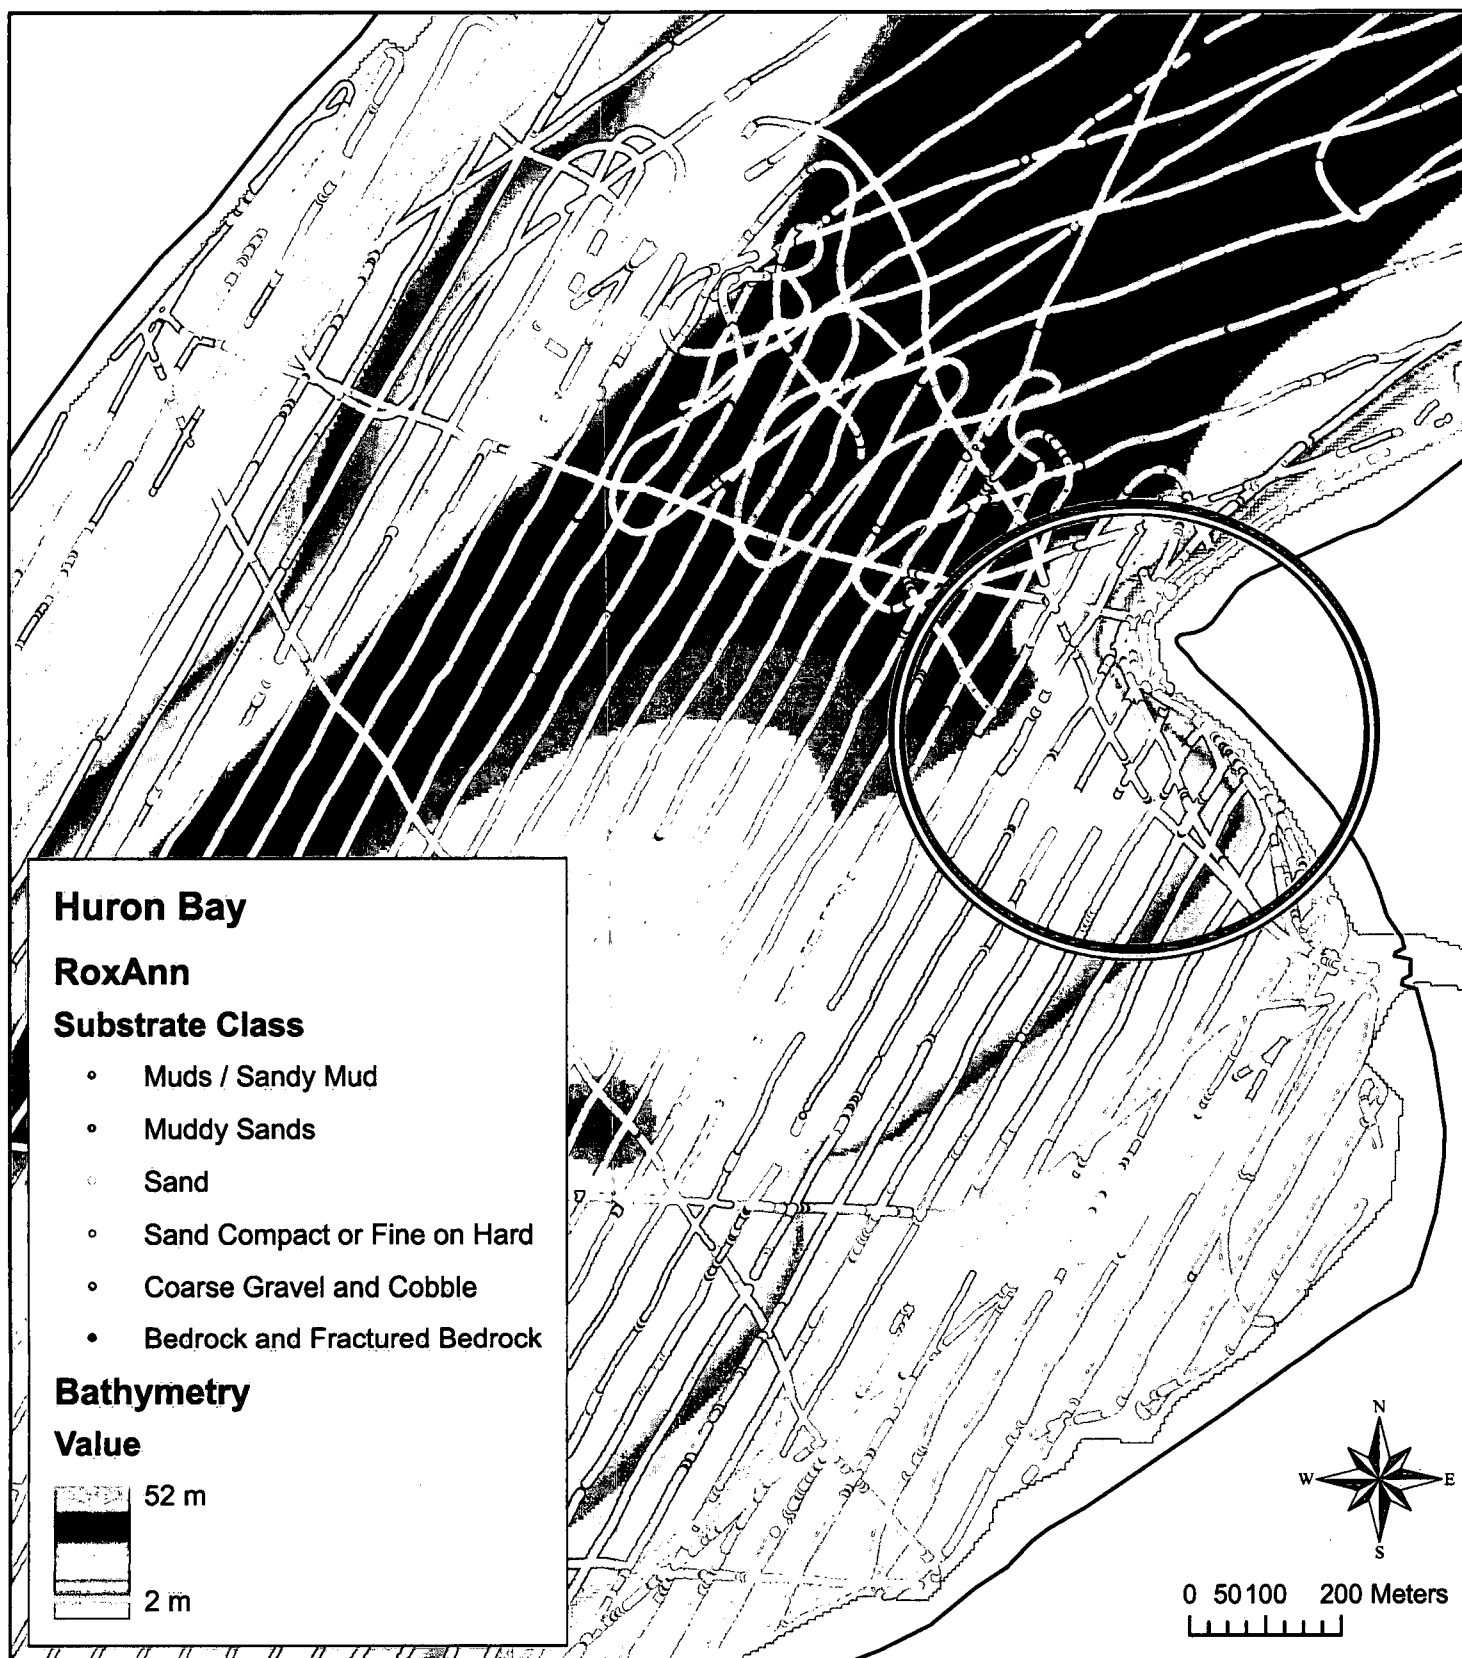 Huron Bay
RoxAnn
Substrate Class
Muds / Sandy Mud
Muddy Sands
Sand
Sand Compact or Fine on Hard
Coarse Gravel and Cobble
Bedrock and Fractured Bedrock
Bathymetry
Value
52 m
2 m
N
W E
S
0 50 100 200 Meters